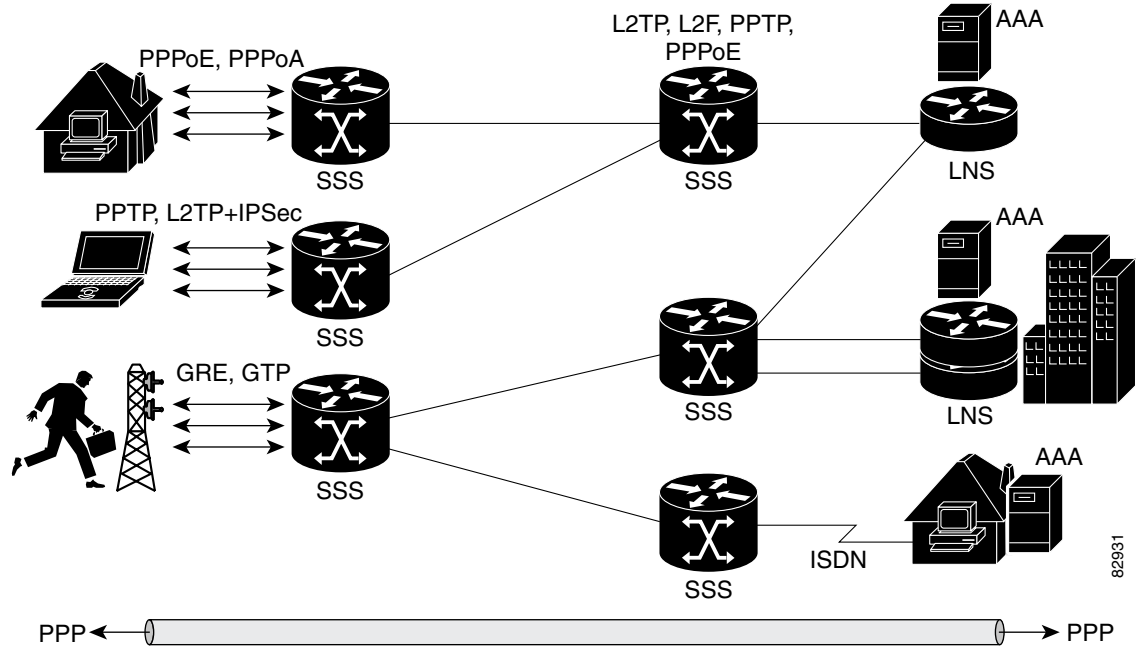 L2TP, L2F, PPTP,
PPPoE
AAA
PPPoE, PPPoA
SSS
SSS
LNS
PPTP, L2TP+IPSec
AAA
SSS
SSS
LNS
GRE, GTP
SSS
AAA
SSS
ISDN
82931
PPP
PPP